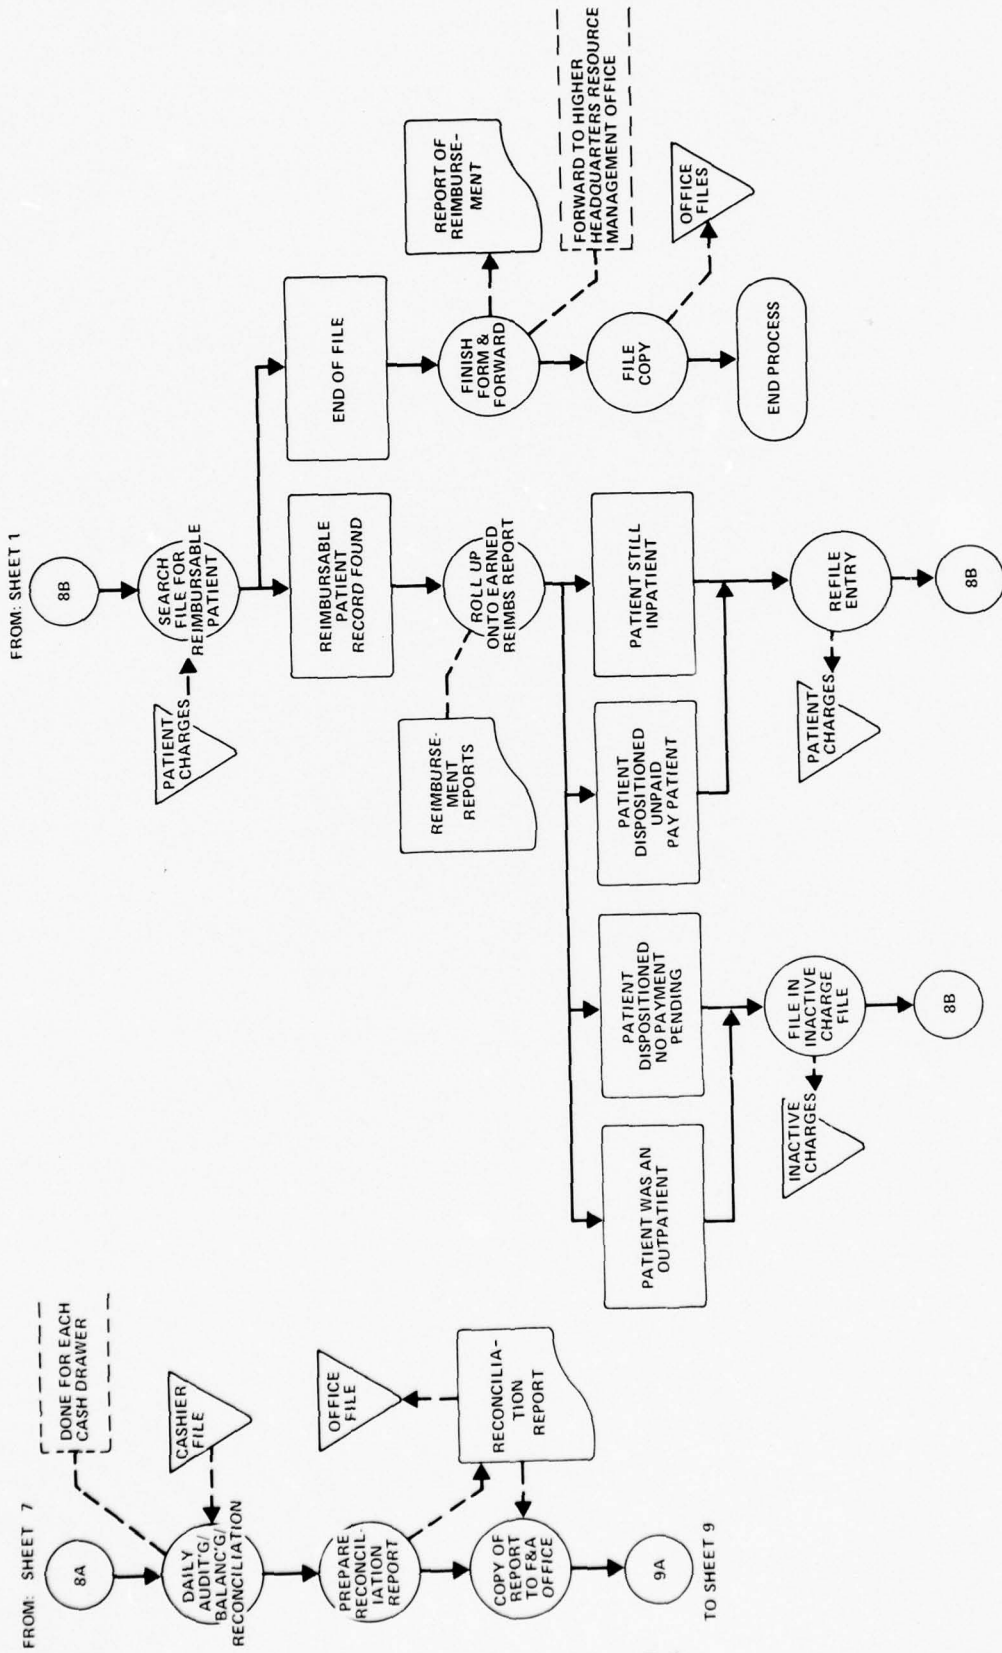 FROM: SHEET 7
8A
DONE FOR EACH
CASH DRAWER
DAILY
AUDIT'G/
BALANC'G/
RECONCILIATION
CASHIER
FILE
PREPARE
RECONCIL-
IATION
REPORT
OFFICE
FILE
RECONCILIA-
TION
REPORT
COPY OF
REPORT
TO F&A
OFFICE
9A
TO SHEET 9
FROM: SHEET 1
8B
PATIENT/
CHARGES
SEARCH
FILE FOR
REIMBURSABLE
PATIENT
REIMBURSABLE
PATIENT
RECORD FOUND
END OF FILE
REIMBURSE-
MENT
REPORTS
ROLL UP
ONTO EARNED
REIMBS REPORT
FINISH
FORM &
FORWARD
REPORT OF
REIMBURSE-
MENT
FORWARD TO HIGHER
HEADQUARTERS RESOURCE
MANAGEMENT OFFICE
FILE
COPY
OFFICE
FILES
END PROCESS
PATIENT WAS AN
OUTPATIENT
PATIENT
DISPOSITIONED
NO PAYMENT
PENDING
PATIENT
DISPOSITIONED
UNPAID
PAY PATIENT
PATIENT STILL
INPATIENT
INACTIVE
CHARGES
FILE IN
INACTIVE
CHARGE
FILE
8B
PATIENT/
CHARGES
REFILE
ENTRY
8B